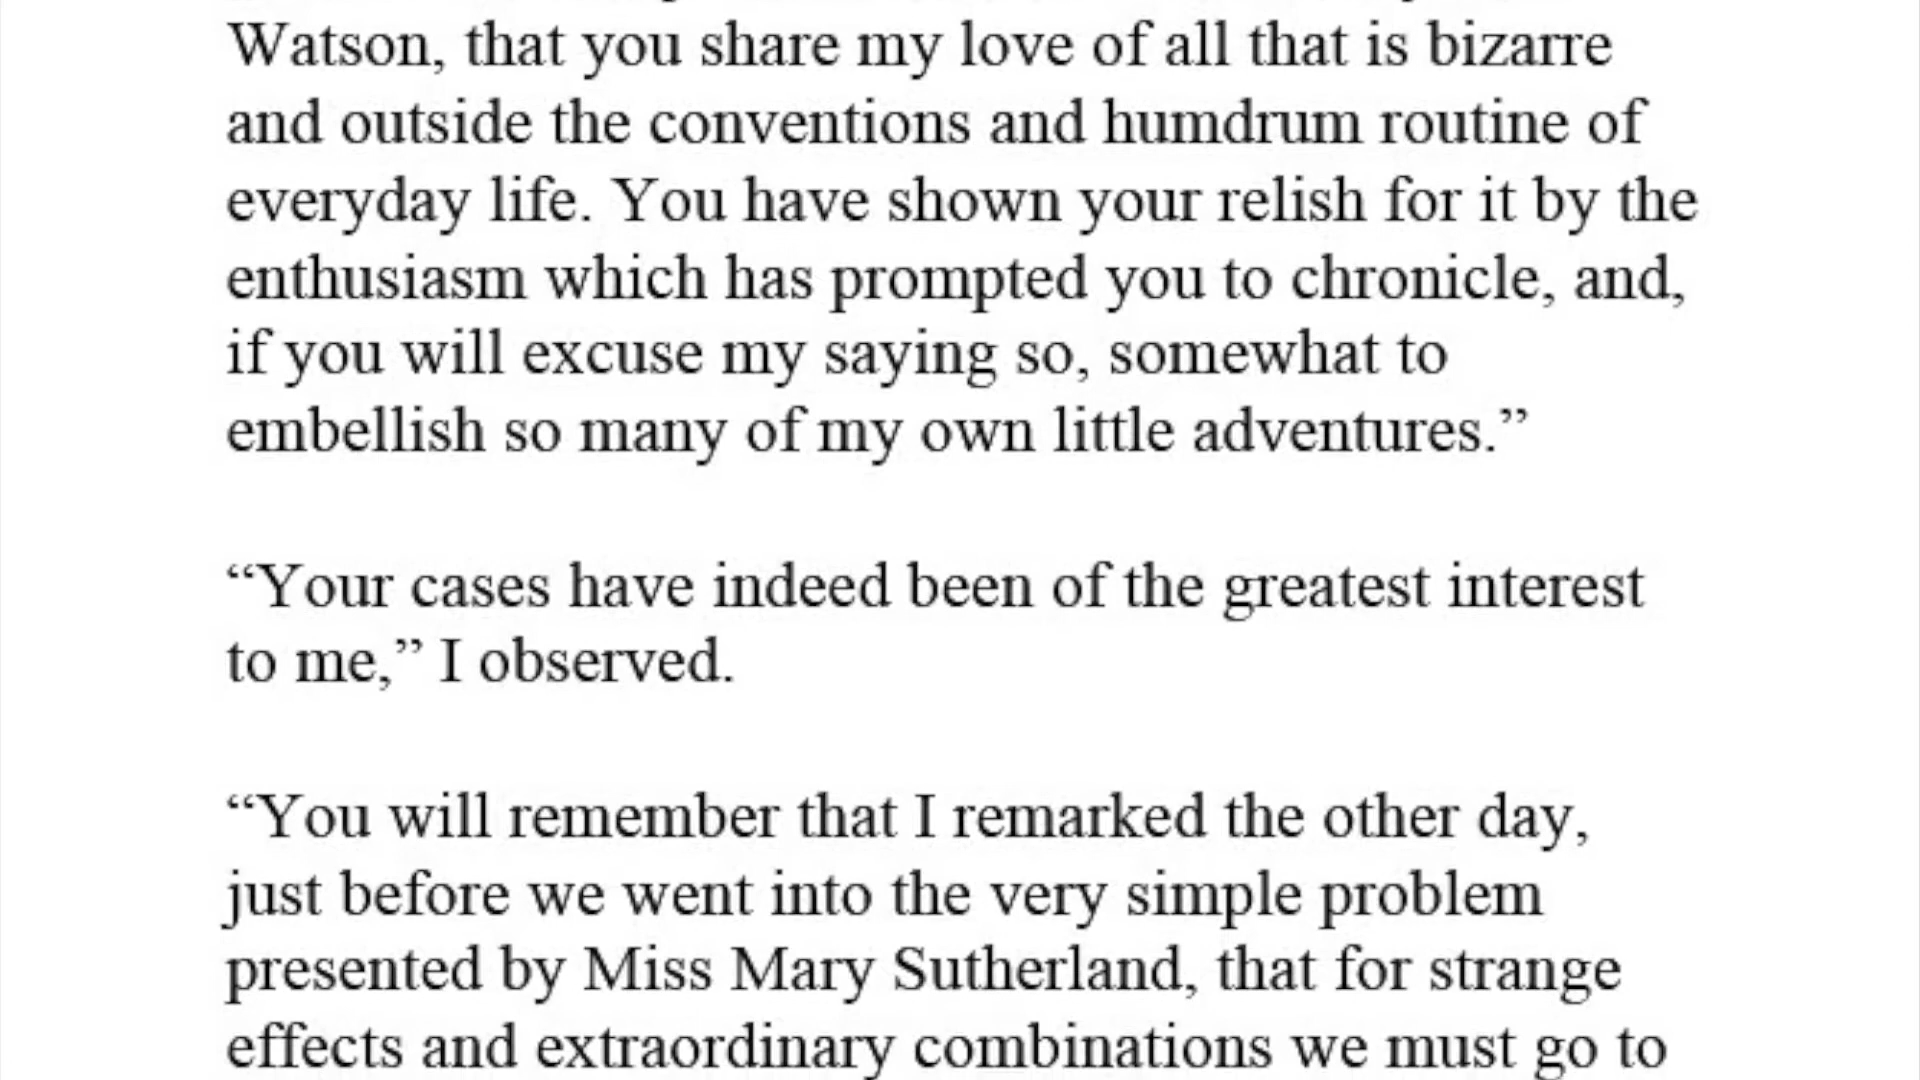 Watson, that you share my love of all that is bizarre
and outside the conventions and humdrum routine of
everyday life. You have shown your relish for it by the
enthusiasm which has prompted you to chronicle, and,
if you will excuse my saying so, somewhat to
embellish so many of my own little adventures.”
“Your cases have indeed been of the greatest interest
to me,” I observed.
“You will remember that I remarked the other day,
just before we went into the very simple problem
presented by Miss Mary Sutherland, that for strange
effects and extraordinary combinations we must go to